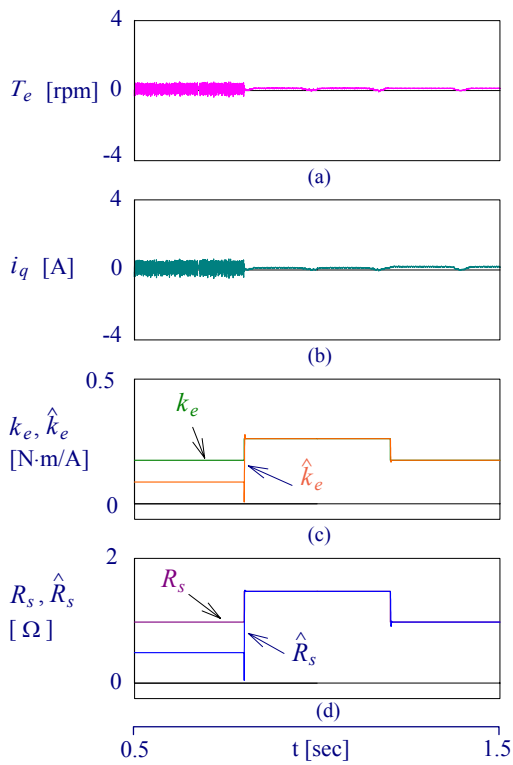 4
T_e [rpm] 0
-4
(a)
4
i_q [A] 0
-4
(b)
0.5
k_e
k_e, k̂_e
[N·m/A]
k̂_e
0
(c)
2
R_s
R_s, R̂_s
[Ω]
R̂_s
0
(d)
0.5 t [sec] 1.5